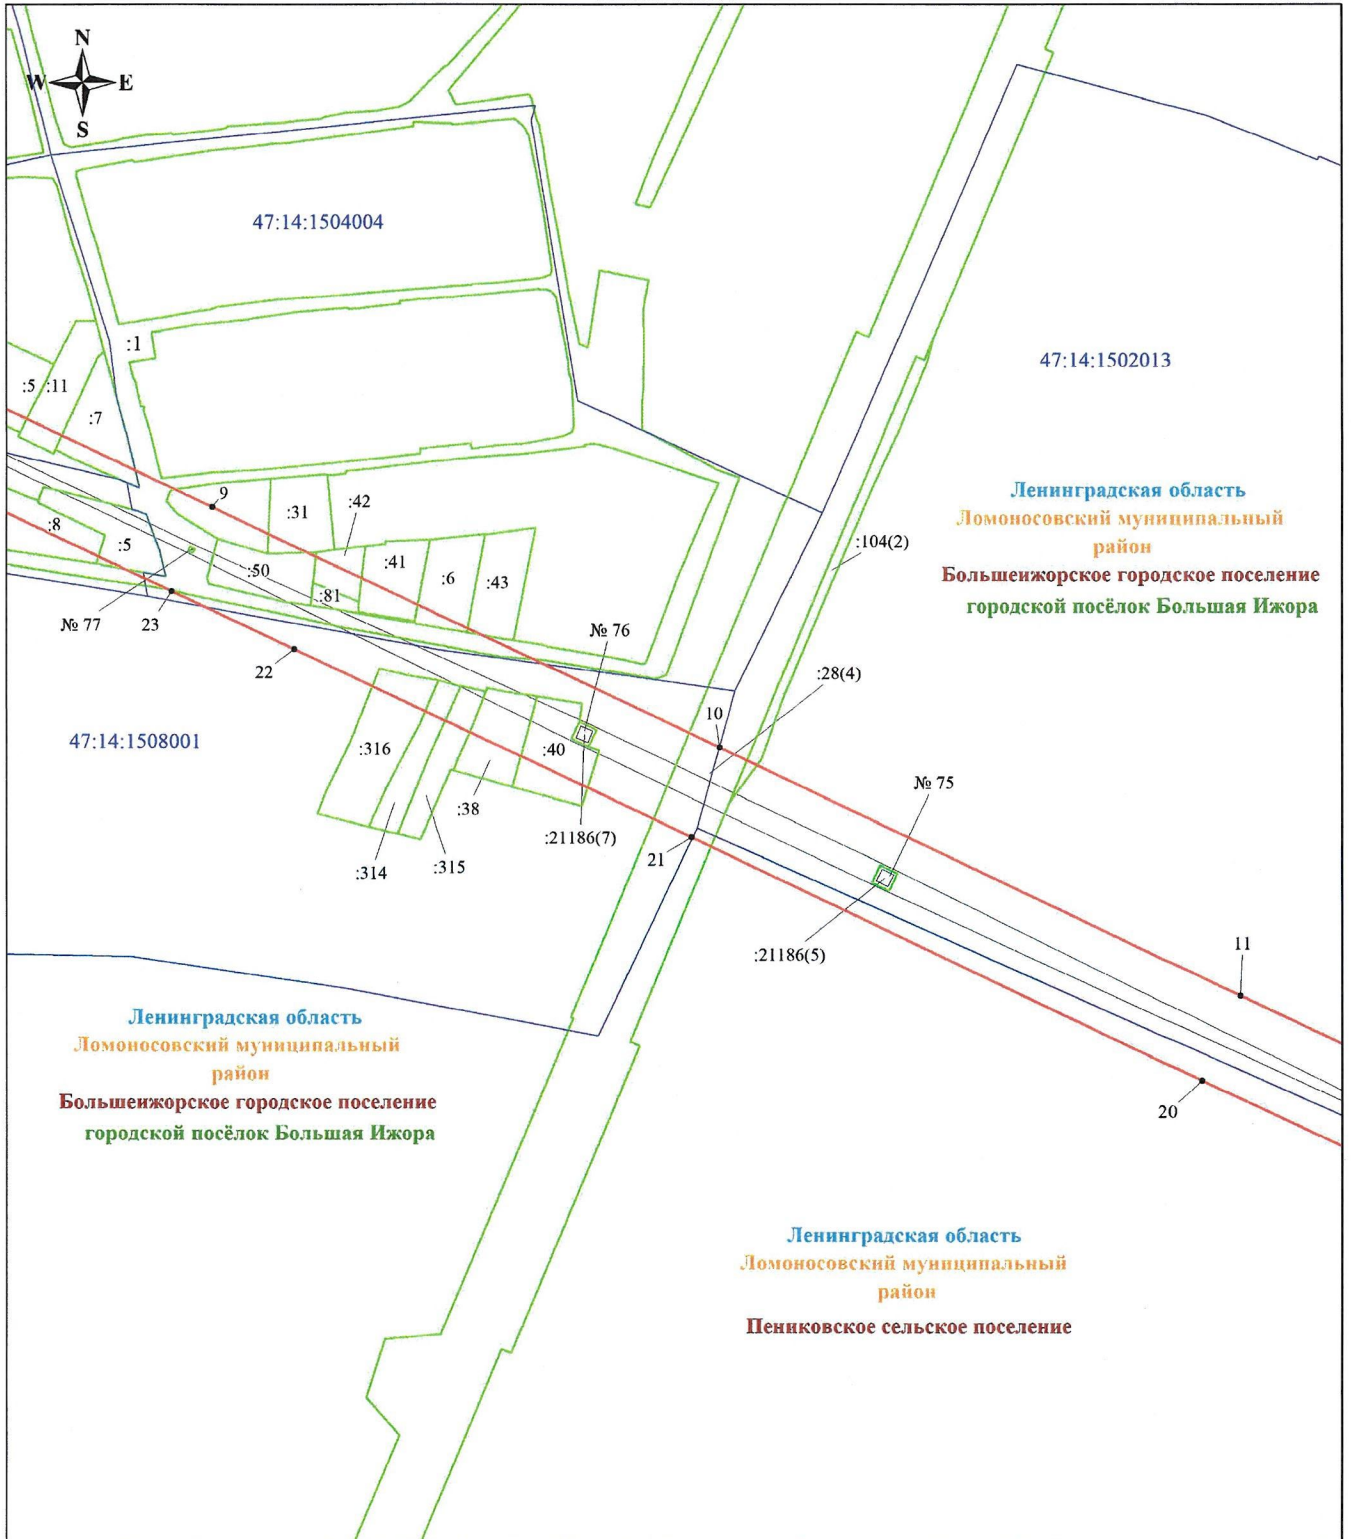 N
W E
S
47:14:1504004
:1
47:14:1502013
:5 :11
:7
9
:31
:42
Ленинградская область
Ломоносовский муниципальный
район
Большеижорское городское поселение
городской посёлок Большая Ижора
:8
:5
:50
:41
:6
:43
:81
:104(2)
№ 77
23
№ 76
22
:28(4)
10
47:14:1508001
:316
:40
№ 75
:38
:21186(7)
:314
:315
21
:21186(5)
11
Ленинградская область
Ломоносовский муниципальный
район
Большеижорское городское поселение
городской посёлок Большая Ижора
20
Ленинградская область
Ломоносовский муниципальный
район
Пениковское сельское поселение